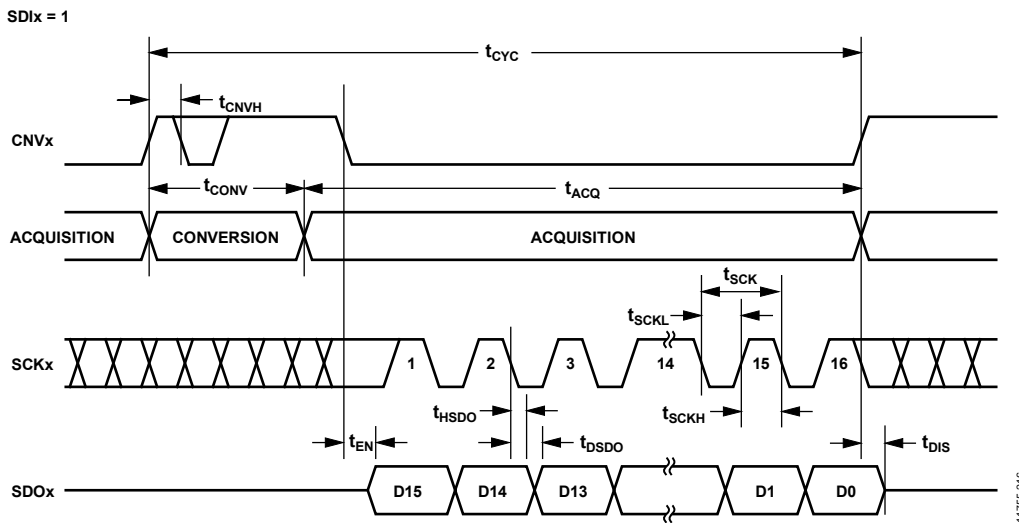 SDIx = 1
tCYC
tCNVH
CNVx
tCONV
tACQ
ACQUISITION
CONVERSION
ACQUISITION
tSCK
tSCKL
SCKx
1
2
3
14
15
16
tHSDO
tSCKH
tEN
tDSDO
tDIS
SDOx
D15
D14
D13
D1
D0